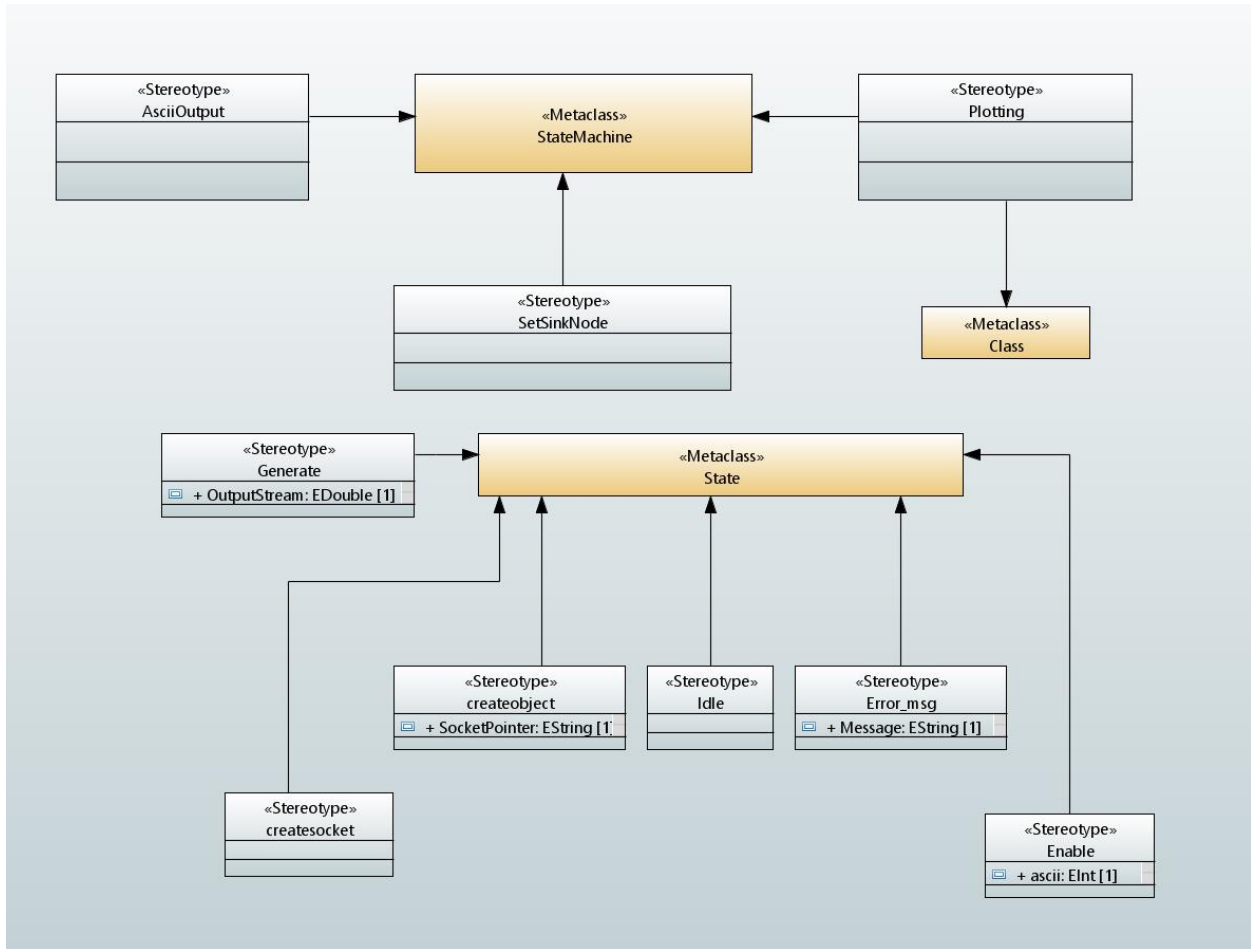 «Stereotype»
AsciiOutput
«Metaclass»
StateMachine
«Stereotype»
Plotting
«Stereotype»
SetSinkNode
«Metaclass»
Class
«Stereotype»
Generate
+ OutputStream: EDouble [1]
«Metaclass»
State
«Stereotype»
createobject
+ SocketPointer: EString [1]
«Stereotype»
Idle
«Stereotype»
Error_msg
+ Message: EString [1]
«Stereotype»
createsocket
«Stereotype»
Enable
+ ascii: EInt [1]